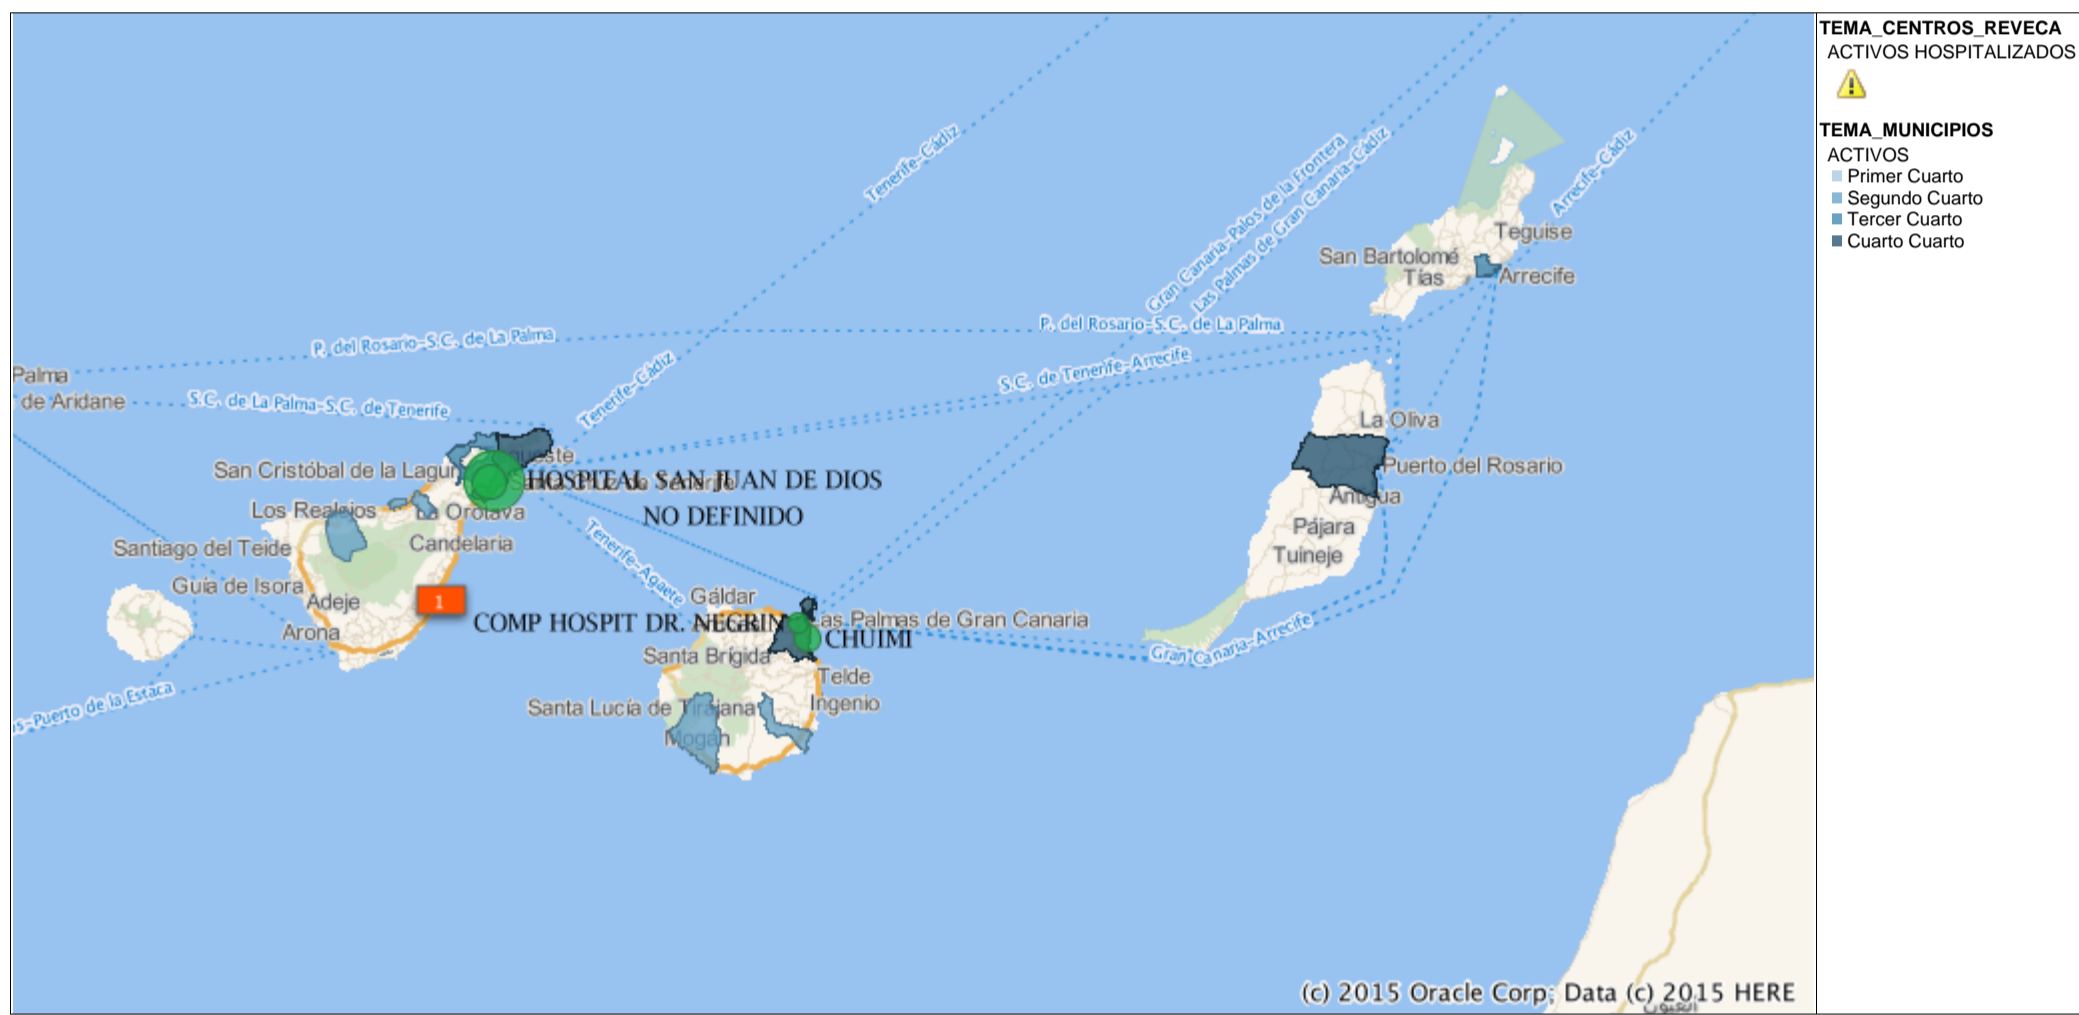 TEMA_CENTROS_REVECA
ACTIVOS HOSPITALIZADOS
TEMA_MUNICIPIOS
ACTIVOS
Primer Cuarto
Segundo Cuarto
Tercer Cuarto
Cuarto Cuarto
Tenerife-Cádiz
Gran Canaria-Palos de la Frontera
Las Palmas de Gran Canaria-Cádiz
Arrecife-Cádiz
Teguise
San Bartolomé
Tías
Arrecife
P. del Rosario-S.C. de La Palma
P. del Rosario-S.C. de La Palma
S.C. de Tenerife-Arrecife
Tenerife-Cádiz
Palma
de Aridane
S.C. de La Palma-S.C. de Tenerife
La Oliva
Puerto del Rosario
Antigua
Pájara
Tuineje
San Cristóbal de la Lagun
HOSPITAL SAN JUAN DE DIOS
NO DEFINIDO
Los Realejos
La Orotava
Santiago del Teide
Candelaria
Guía de Isora
Adeje
1
Arona
Tenerife-Agaete
Gáldar
COMP HOSPIT DR. NEGRIN
Las Palmas de Gran Canaria
CHUIMI
Santa Brígida
Telde
Ingenio
Santa Lucía de Tirajana
Mogán
Gran Canaria-Arrecife
s-Puerto de la Estaca
(c) 2015 Oracle Corp; Data (c) 2015 HERE